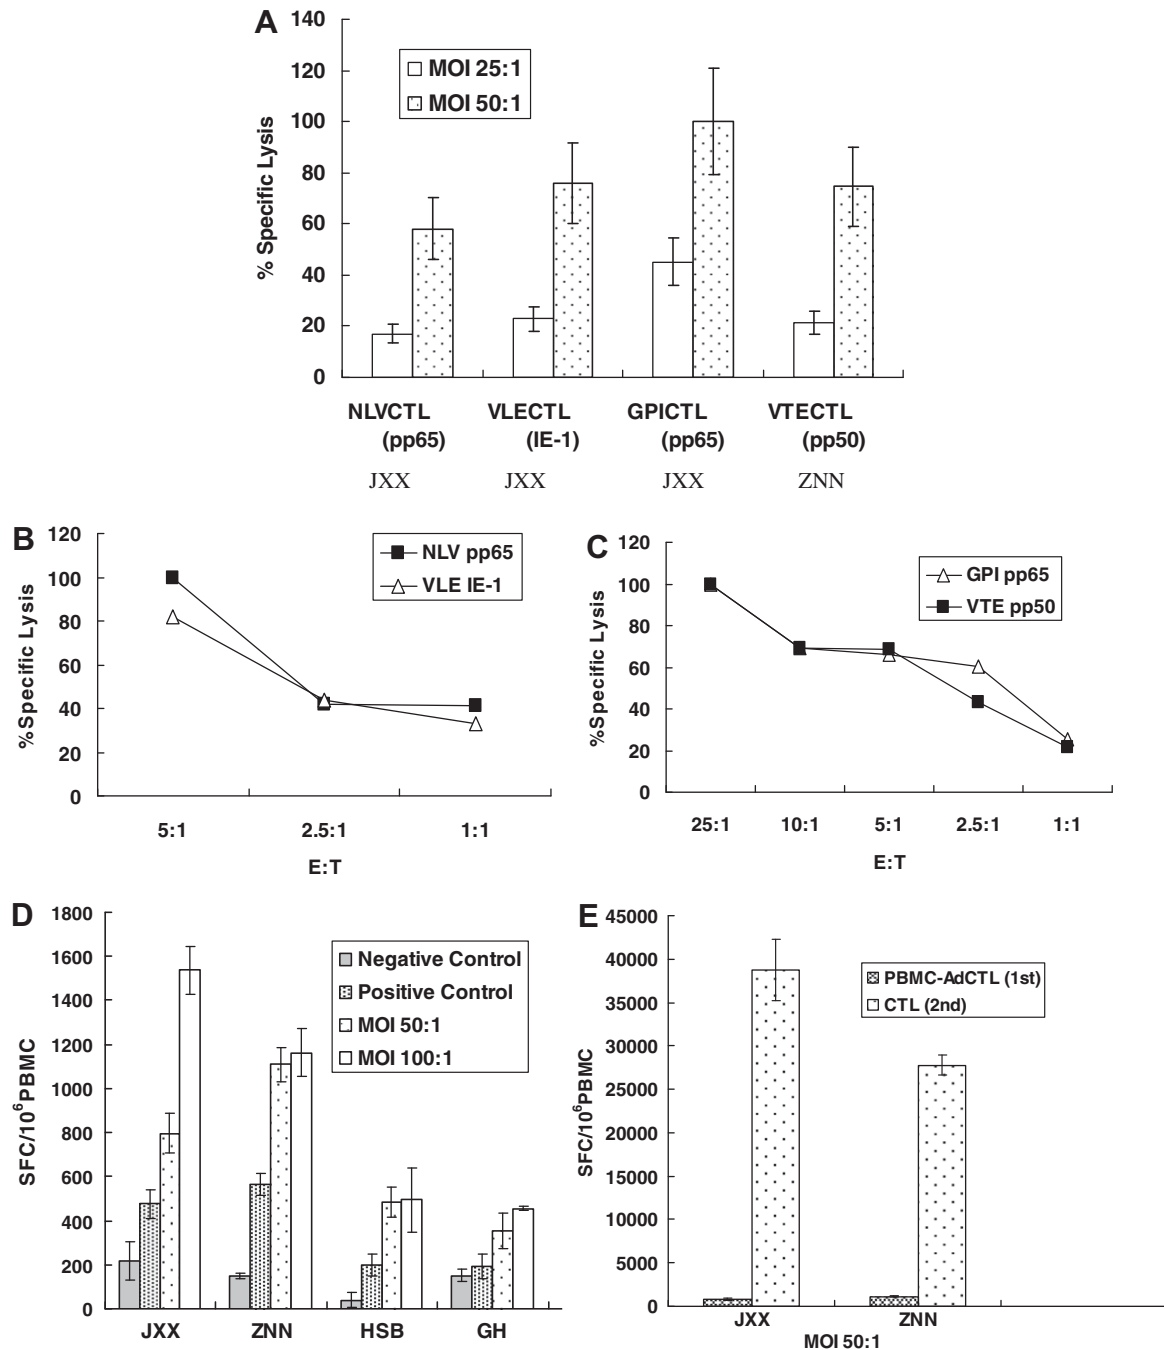 A
140
120
100
80
60
40
20
0
% Specific Lysis
MOI 25:1
MOI 50:1
NLVCTL VLECTL GPICTL VTECTL
(pp65) (IE-1) (pp65) (pp50)
JXX JXX JXX ZNN
B
120
100
80
60
40
20
0
%Specific Lysis
NLV pp65
VLE IE-1
5:1 2.5:1 1:1
E:T
C
120
100
80
60
40
20
0
%Specific Lysis
GPI pp65
VTE pp50
25:1 10:1 5:1 2.5:1 1:1
E:T
D
1800
1600
1400
1200
1000
800
600
400
200
0
SFC/10⁶PBMC
Negative Control
Positive Control
MOI 50:1
MOI 100:1
JXX ZNN HSB GH
E
45000
40000
35000
30000
25000
20000
15000
10000
5000
0
SFC/10⁶PBMC
PBMC-AdCTL (1st)
CTL (2nd)
JXX ZNN
MOI 50:1